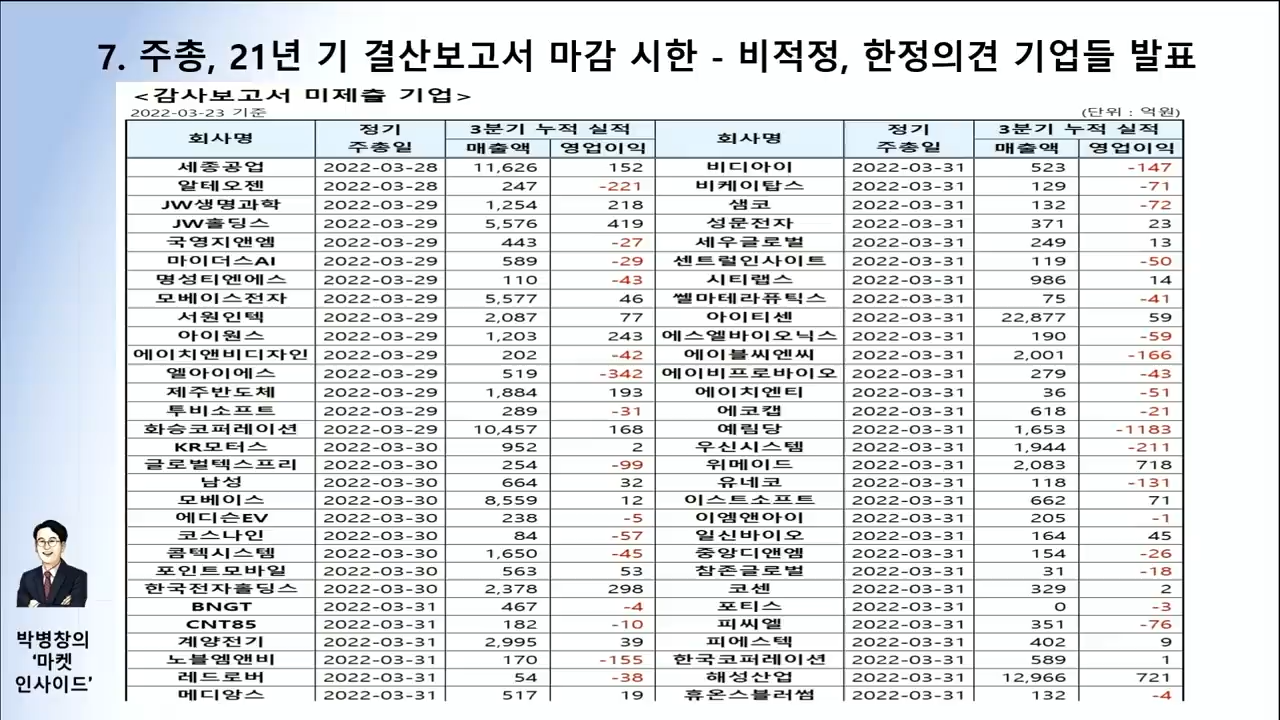 7. 주총, 21년 기 결산보고서 마감 시한 - 비적정, 한정의견 기업들 발표
<감사보고서 미제출 기업>
2022-03-23 기준 (단위 : 억원)
회사명 정기 주총일 3분기 누적 실적 매출액 영업이익 회사명 정기 주총일 3분기 누적 실적 매출액 영업이익
세종공업 2022-03-28 11,626 152 비디아이 2022-03-31 523 -147
알테오젠 2022-03-28 247 -221 비케이탑스 2022-03-31 129 -71
JW생명과학 2022-03-29 1,254 218 샘코 2022-03-31 132 -72
JW홀딩스 2022-03-29 5,576 419 성문전자 2022-03-31 371 23
국영지앤엠 2022-03-29 443 -27 세우글로벌 2022-03-31 249 13
마이더스AI 2022-03-29 589 -29 센트럴인사이트 2022-03-31 119 -50
명성티엔에스 2022-03-29 110 -43 시티랩스 2022-03-31 986 14
모베이스전자 2022-03-29 5,577 46 쎌마테라퓨틱스 2022-03-31 75 -41
서원인텍 2022-03-29 2,087 77 아이티센 2022-03-31 22,877 59
아이원스 2022-03-29 1,203 243 에스엘바이오닉스 2022-03-31 190 -59
에이치앤비디자인 2022-03-29 202 -42 에이블씨엔씨 2022-03-31 2,001 -166
엘아이에스 2022-03-29 519 -342 에이비프로바이오 2022-03-31 279 -43
제주반도체 2022-03-29 1,884 193 에이치엔티 2022-03-31 36 -51
투비소프트 2022-03-29 289 -31 에코캡 2022-03-31 618 -21
화승코퍼레이션 2022-03-29 10,457 168 예림당 2022-03-31 1,653 -1183
KR모터스 2022-03-30 952 2 우신시스템 2022-03-31 1,944 -211
글로벌텍스프리 2022-03-30 254 -99 위메이드 2022-03-31 2,083 718
남성 2022-03-30 664 32 유네코 2022-03-31 118 -131
모베이스 2022-03-30 8,559 12 이스트소프트 2022-03-31 662 71
에디슨EV 2022-03-30 238 -5 이엠앤아이 2022-03-31 205 -1
코스나인 2022-03-30 84 -57 일신바이오 2022-03-31 164 45
콤텍시스템 2022-03-30 1,650 -45 중앙디앤엠 2022-03-31 154 -26
포인트모바일 2022-03-30 563 53 참존글로벌 2022-03-31 31 -18
한국전자홀딩스 2022-03-30 2,378 298 코센 2022-03-31 329 2
BNGT 2022-03-31 467 -4 포티스 2022-03-31 0 -3
CNT85 2022-03-31 182 -10 피씨엘 2022-03-31 351 -76
계양전기 2022-03-31 2,995 39 피에스텍 2022-03-31 402 9
노블엠앤비 2022-03-31 170 -155 한국코퍼레이션 2022-03-31 589 1
레드로버 2022-03-31 54 -38 해성산업 2022-03-31 12,966 721
메디앙스 2022-03-31 517 19 휴온스블러썸 2022-03-31 132 -4
박병창의
‘마켓
인사이드’